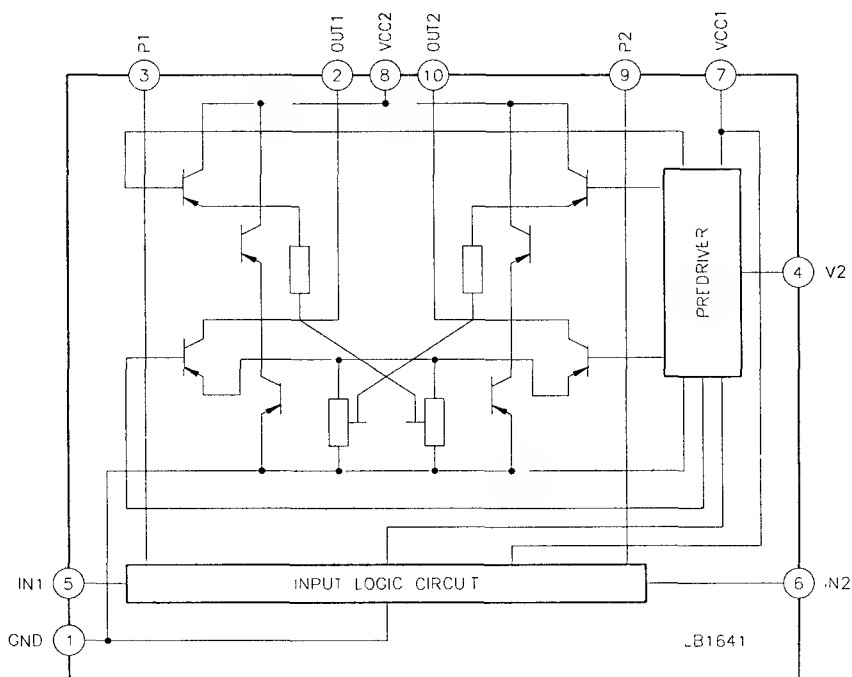 P1
OUT1
VCC2
OUT2
P2
VCC1
3
2
8
10
9
7
PREDRIVER
4
V2
IN1
5
INPUT LOGIC CIRCUIT
6
GND
1